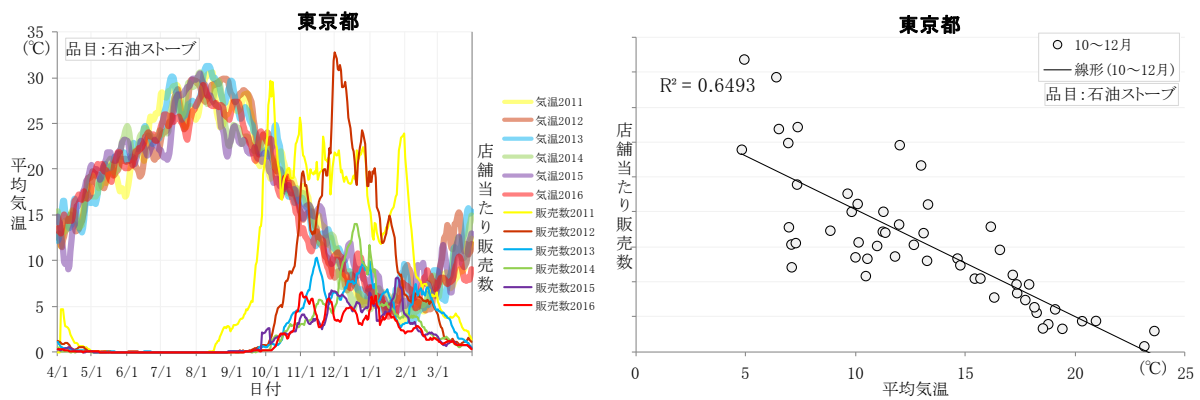 東京都
品目：石油ストーブ
(℃)
35
30
25
20
15
10
5
0
平均気温
4/1 5/1 6/1 7/1 8/1 9/1 10/1 11/1 12/1 1/1 2/1 3/1
日付
店舗当たり販売数
気温2011
気温2012
気温2013
気温2014
気温2015
気温2016
販売数2011
販売数2012
販売数2013
販売数2014
販売数2015
販売数2016
東京都
10～12月
線形 (10～12月)
品目：石油ストーブ
R² = 0.6493
店舗当たり販売数
0 5 10 15 20 25
(℃)
平均気温